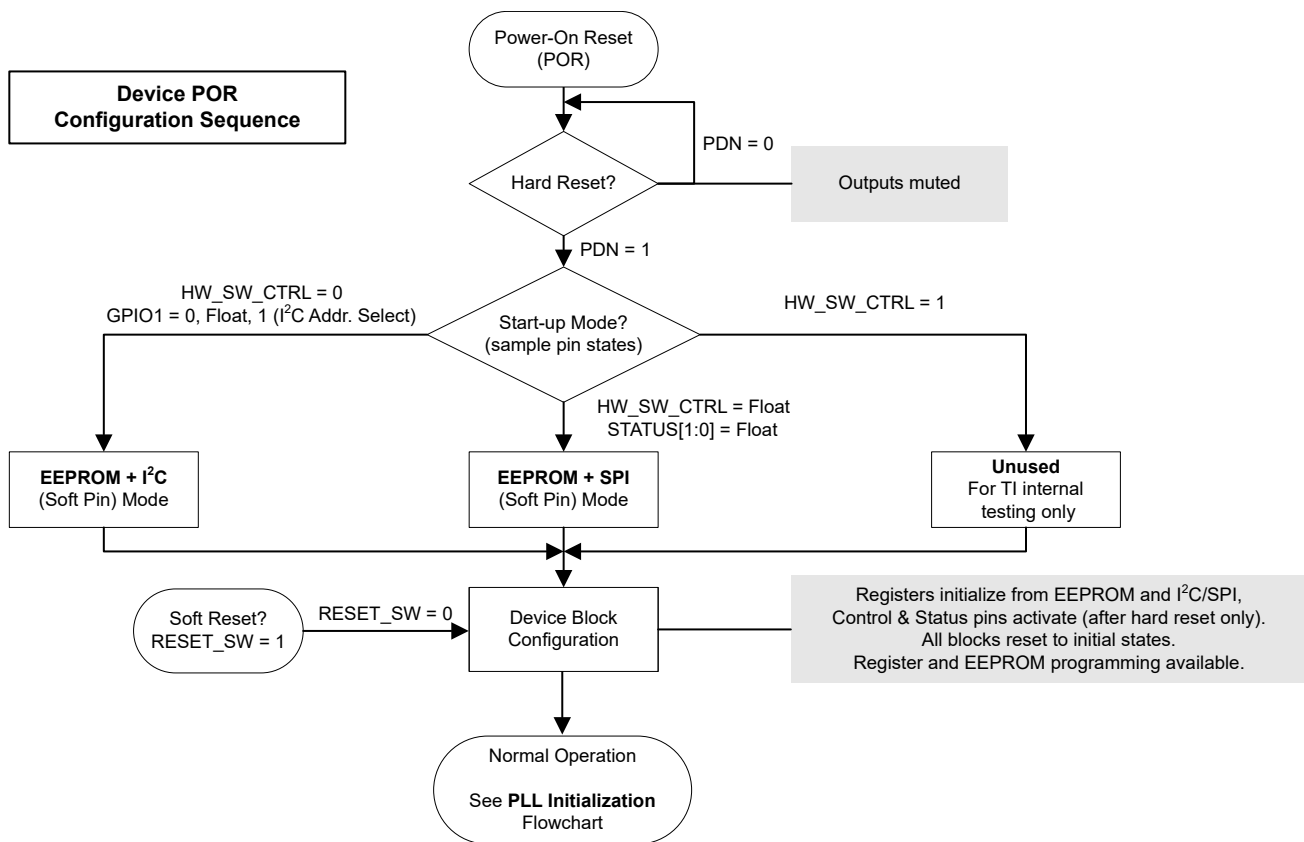 Power-On Reset
(POR)
Device POR
Configuration Sequence
PDN = 0
Hard Reset?
Outputs muted
PDN = 1
HW_SW_CTRL = 0
GPIO1 = 0, Float, 1 (I²C Addr. Select)
HW_SW_CTRL = 1
Start-up Mode?
(sample pin states)
HW_SW_CTRL = Float
STATUS[1:0] = Float
EEPROM + I²C
(Soft Pin) Mode
EEPROM + SPI
(Soft Pin) Mode
Unused
For TI internal
testing only
Soft Reset?
RESET_SW = 1
RESET_SW = 0
Device Block
Configuration
Registers initialize from EEPROM and I²C/SPI,
Control & Status pins activate (after hard reset only).
All blocks reset to initial states.
Register and EEPROM programming available.
Normal Operation
See PLL Initialization
Flowchart